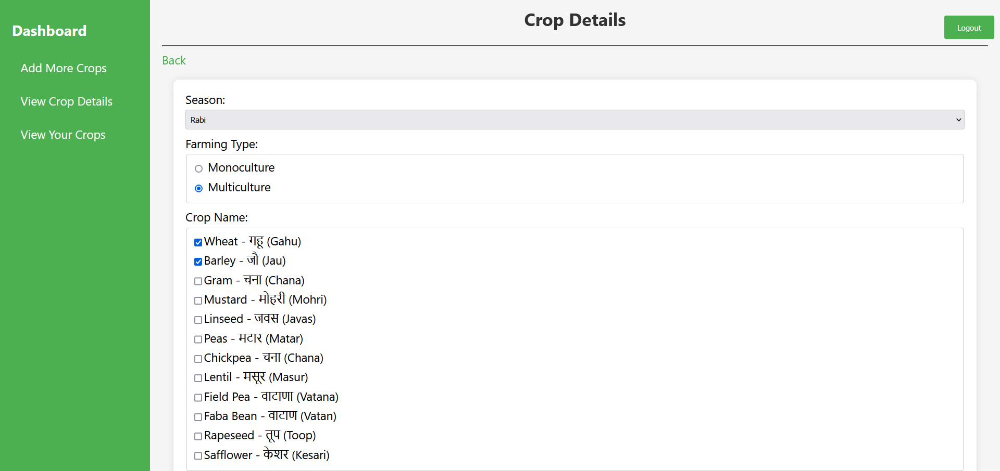 Dashboard
Add More Crops
View Crop Details
View Your Crops
Crop Details
Logout
Back
Season:
Rabi
Farming Type:
Monoculture
Multiculture
Crop Name:
Wheat - गहू (Gahu)
Barley - जौ (Jau)
Gram - चना (Chana)
Mustard - मोहरी (Mohri)
Linseed - जवस (Javas)
Peas - मटार (Matar)
Chickpea - चना (Chana)
Lentil - मसूर (Masur)
Field Pea - वाटाणा (Vatana)
Faba Bean - वाटाण (Vatan)
Rapeseed - तूप (Toop)
Safflower - केशर (Kesari)